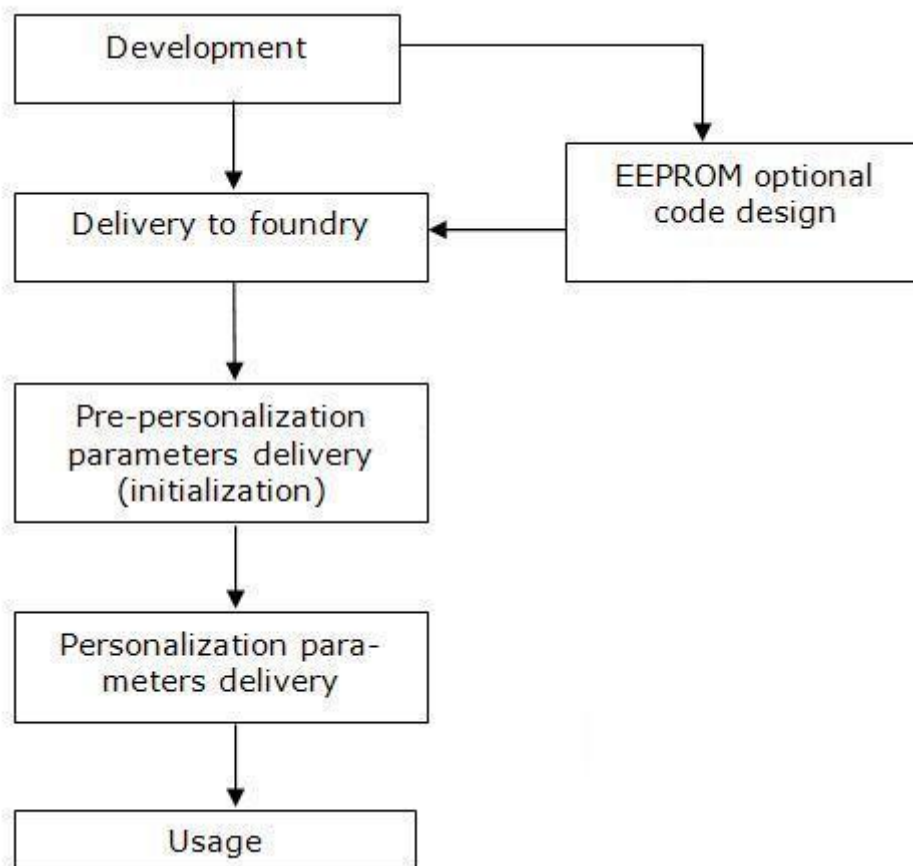 Development
EEPROM optional
code design
Delivery to foundry
Pre-personalization
parameters delivery
(initialization)
Personalization para-
meters delivery
Usage